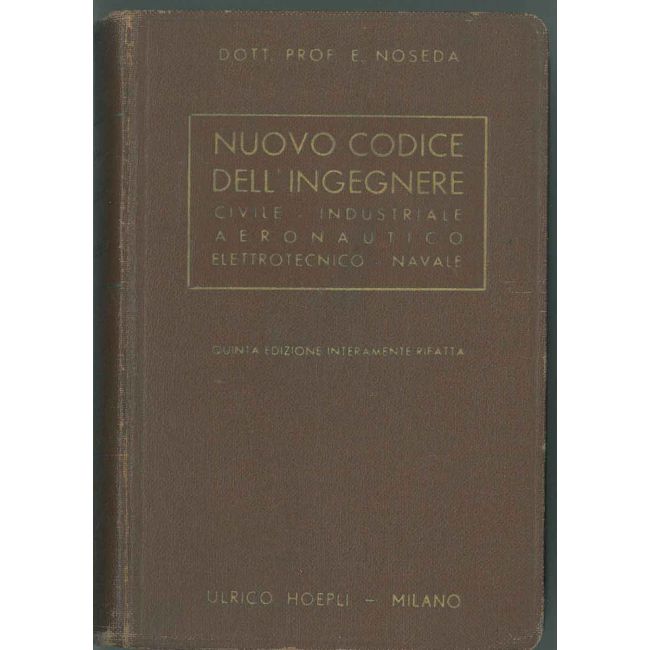 DOTT. PROF. E. NOSEDA
NUOVO CODICE
DELL'INGEGNERE
CIVILE - INDUSTRIALE
AERONAUTICO
ELETTROTECNICO - NAVALE
QUINTA EDIZIONE INTERAMENTE RIFATTA
ULRICO HOEPLI - MILANO